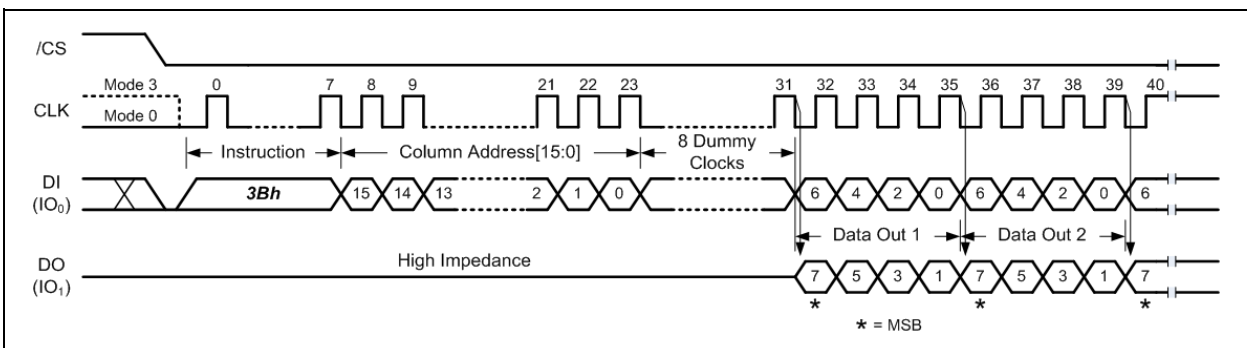 /CS
Mode 3 0 7 8 9 21 22 23 31 32 33 34 35 36 37 38 39 40
CLK
Mode 0
Instruction Column Address[15:0] 8 Dummy Clocks
DI (IO0) 3Bh 15 14 13 2 1 0 6 4 2 0 6 4 2 0 6
Data Out 1 Data Out 2
High Impedance
DO (IO1) 7 5 3 1 7 5 3 1 7
* * *
* = MSB